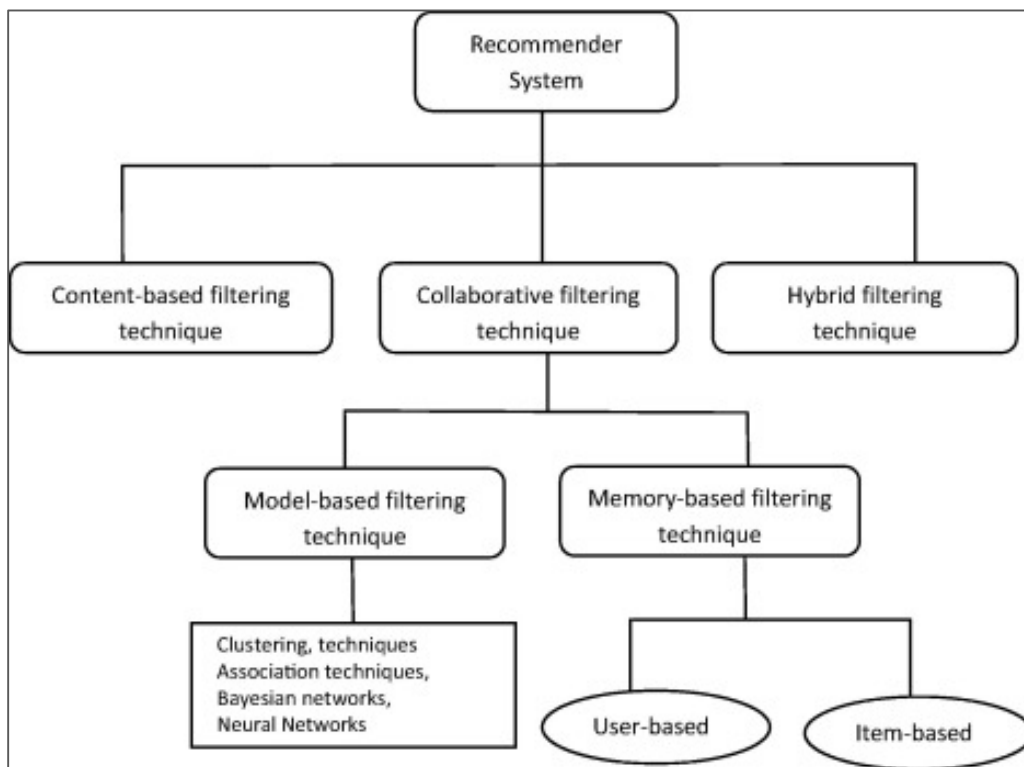 Recommender
System
Content-based filtering
technique
Collaborative filtering
technique
Hybrid filtering
technique
Model-based filtering
technique
Memory-based filtering
technique
Clustering, techniques
Association techniques,
Bayesian networks,
Neural Networks
User-based
Item-based